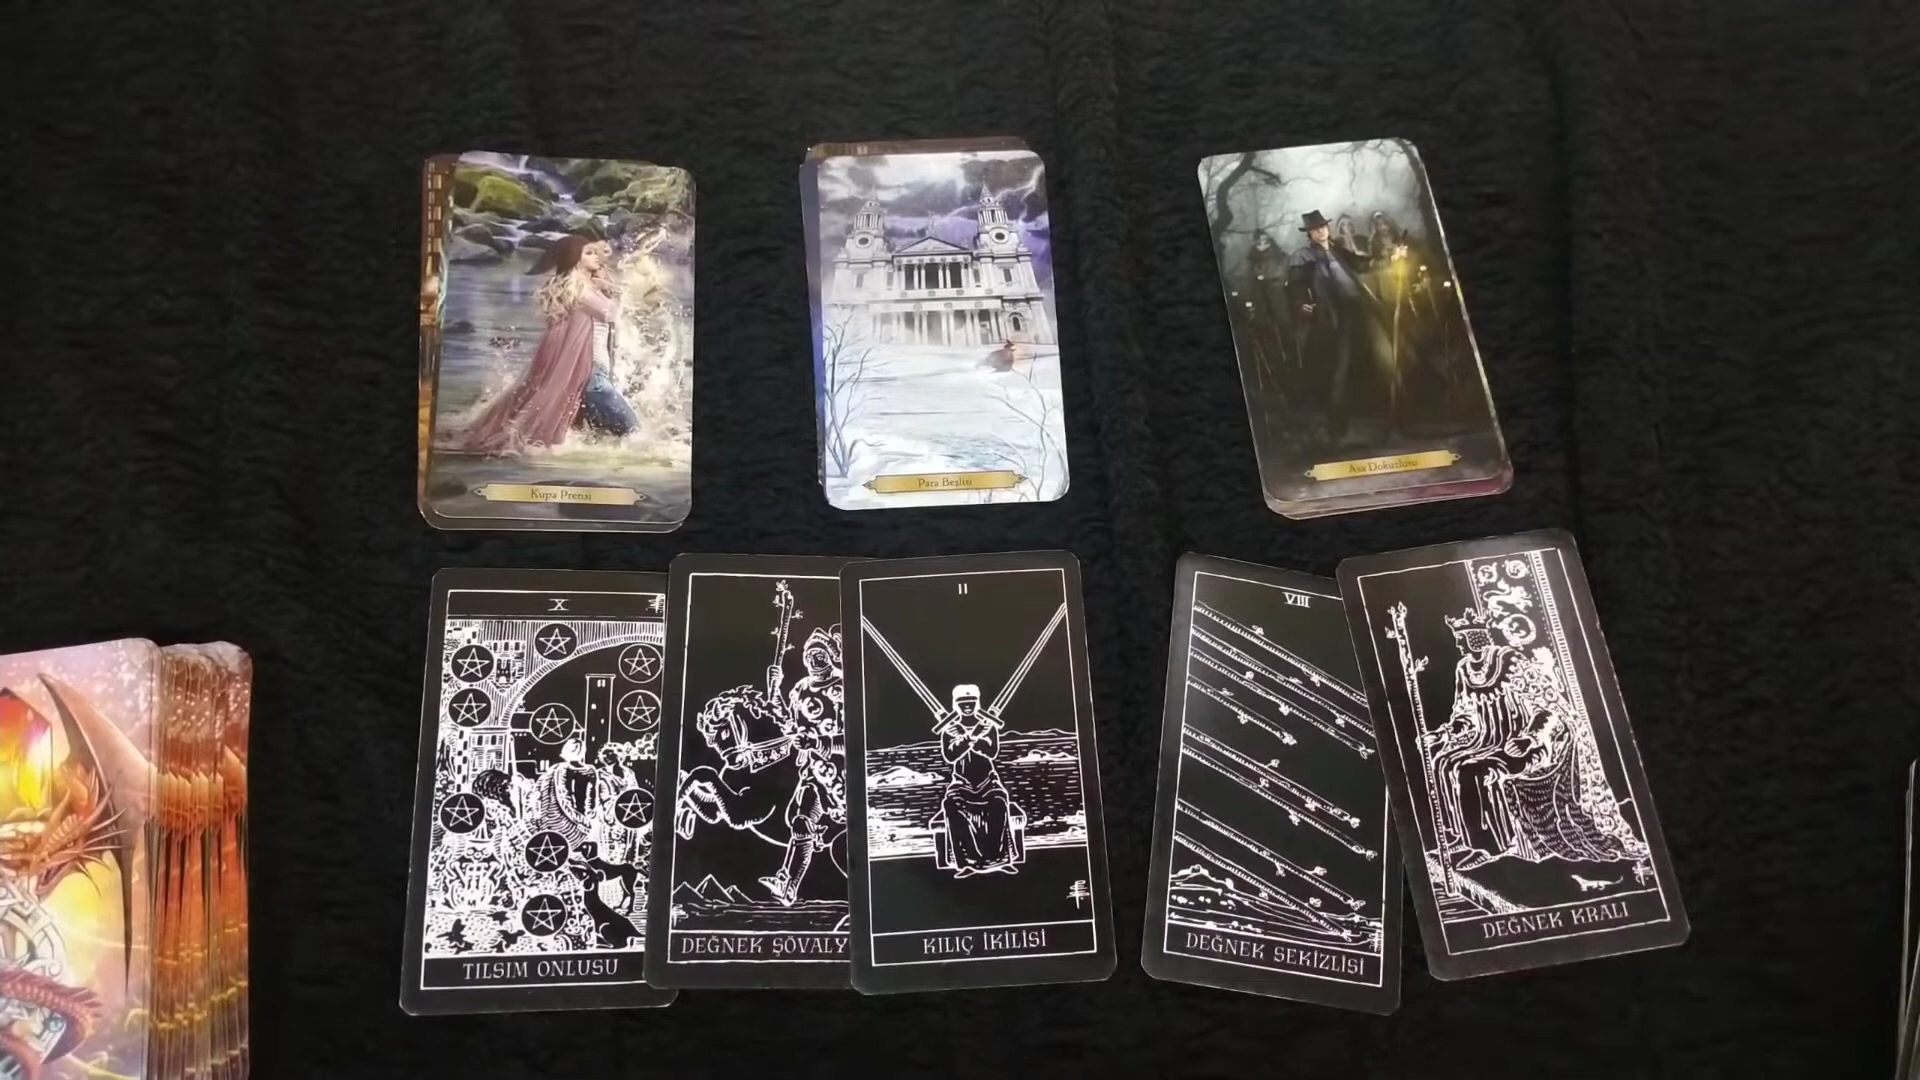 Kupa Prensi
Para Beşlisi
Asa Dokuzlusu
X
TILSIM ONLUSU
DEĞNEK ŞÖVALY
II
KILIÇ İKİLİSİ
VIII
DEĞNEK SEKİZLİSİ
DEĞNEK KRALI